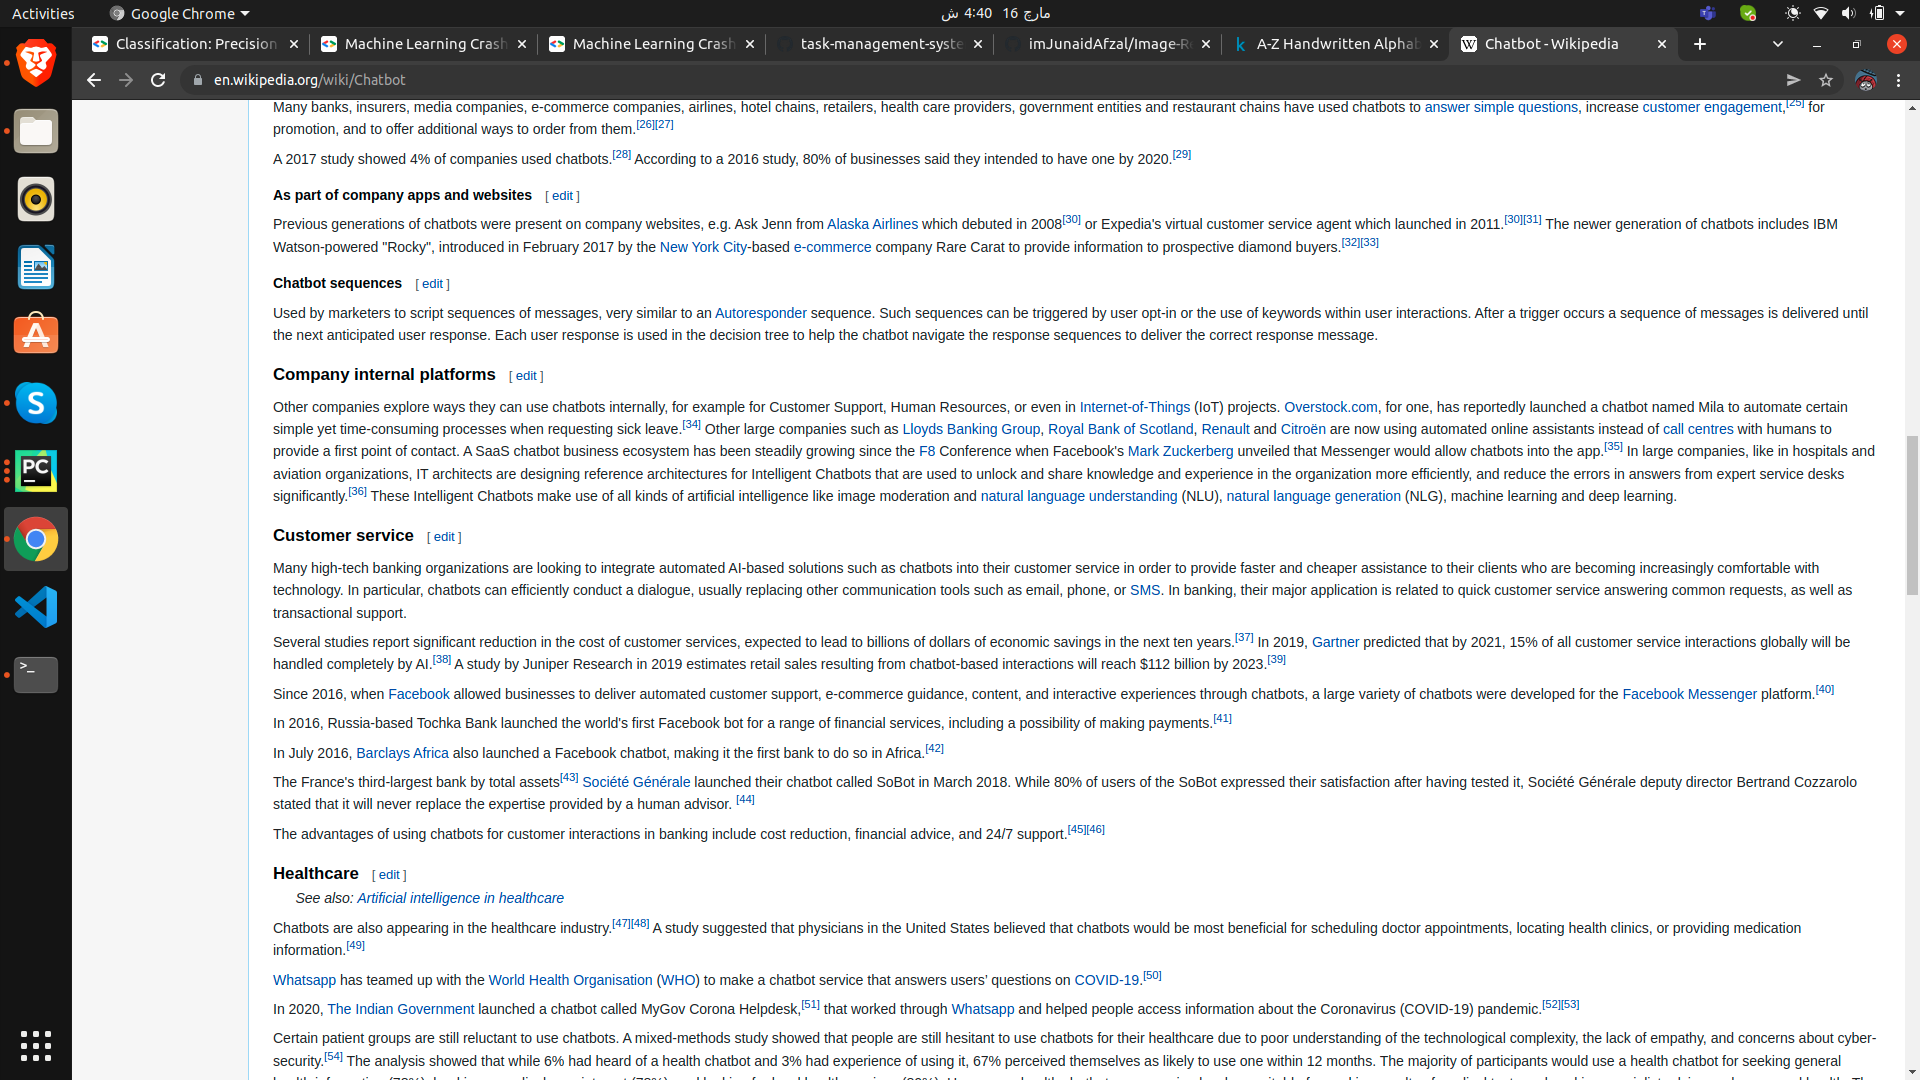 Activities
Google Chrome
مارچ 16  4:40 ش
Classification: Precision
Machine Learning Crash
Machine Learning Crash
task-management-syste
imJunaidAfzal/Image-Re
A-Z Handwritten Alphab
Chatbot - Wikipedia
en.wikipedia.org/wiki/Chatbot
Many banks, insurers, media companies, e-commerce companies, airlines, hotel chains, retailers, health care providers, government entities and restaurant chains have used chatbots to answer simple questions, increase customer engagement,[25] for
promotion, and to offer additional ways to order from them.[26][27]
A 2017 study showed 4% of companies used chatbots.[28] According to a 2016 study, 80% of businesses said they intended to have one by 2020.[29]
As part of company apps and websites [ edit ]
Previous generations of chatbots were present on company websites, e.g. Ask Jenn from Alaska Airlines which debuted in 2008[30] or Expedia's virtual customer service agent which launched in 2011.[30][31] The newer generation of chatbots includes IBM
Watson-powered "Rocky", introduced in February 2017 by the New York City-based e-commerce company Rare Carat to provide information to prospective diamond buyers.[32][33]
Chatbot sequences [ edit ]
Used by marketers to script sequences of messages, very similar to an Autoresponder sequence. Such sequences can be triggered by user opt-in or the use of keywords within user interactions. After a trigger occurs a sequence of messages is delivered until
the next anticipated user response. Each user response is used in the decision tree to help the chatbot navigate the response sequences to deliver the correct response message.
Company internal platforms [ edit ]
Other companies explore ways they can use chatbots internally, for example for Customer Support, Human Resources, or even in Internet-of-Things (IoT) projects. Overstock.com, for one, has reportedly launched a chatbot named Mila to automate certain
simple yet time-consuming processes when requesting sick leave.[34] Other large companies such as Lloyds Banking Group, Royal Bank of Scotland, Renault and Citroën are now using automated online assistants instead of call centres with humans to
provide a first point of contact. A SaaS chatbot business ecosystem has been steadily growing since the F8 Conference when Facebook's Mark Zuckerberg unveiled that Messenger would allow chatbots into the app.[35] In large companies, like in hospitals and
aviation organizations, IT architects are designing reference architectures for Intelligent Chatbots that are used to unlock and share knowledge and experience in the organization more efficiently, and reduce the errors in answers from expert service desks
significantly.[36] These Intelligent Chatbots make use of all kinds of artificial intelligence like image moderation and natural language understanding (NLU), natural language generation (NLG), machine learning and deep learning.
Customer service [ edit ]
Many high-tech banking organizations are looking to integrate automated AI-based solutions such as chatbots into their customer service in order to provide faster and cheaper assistance to their clients who are becoming increasingly comfortable with
technology. In particular, chatbots can efficiently conduct a dialogue, usually replacing other communication tools such as email, phone, or SMS. In banking, their major application is related to quick customer service answering common requests, as well as
transactional support.
Several studies report significant reduction in the cost of customer services, expected to lead to billions of dollars of economic savings in the next ten years.[37] In 2019, Gartner predicted that by 2021, 15% of all customer service interactions globally will be
handled completely by AI.[38] A study by Juniper Research in 2019 estimates retail sales resulting from chatbot-based interactions will reach $112 billion by 2023.[39]
Since 2016, when Facebook allowed businesses to deliver automated customer support, e-commerce guidance, content, and interactive experiences through chatbots, a large variety of chatbots were developed for the Facebook Messenger platform.[40]
In 2016, Russia-based Tochka Bank launched the world's first Facebook bot for a range of financial services, including a possibility of making payments.[41]
In July 2016, Barclays Africa also launched a Facebook chatbot, making it the first bank to do so in Africa.[42]
The France's third-largest bank by total assets[43] Société Générale launched their chatbot called SoBot in March 2018. While 80% of users of the SoBot expressed their satisfaction after having tested it, Société Générale deputy director Bertrand Cozzarolo
stated that it will never replace the expertise provided by a human advisor. [44]
The advantages of using chatbots for customer interactions in banking include cost reduction, financial advice, and 24/7 support.[45][46]
Healthcare [ edit ]
See also: Artificial intelligence in healthcare
Chatbots are also appearing in the healthcare industry.[47][48] A study suggested that physicians in the United States believed that chatbots would be most beneficial for scheduling doctor appointments, locating health clinics, or providing medication
information.[49]
Whatsapp has teamed up with the World Health Organisation (WHO) to make a chatbot service that answers users' questions on COVID-19.[50]
In 2020, The Indian Government launched a chatbot called MyGov Corona Helpdesk,[51] that worked through Whatsapp and helped people access information about the Coronavirus (COVID-19) pandemic.[52][53]
Certain patient groups are still reluctant to use chatbots. A mixed-methods study showed that people are still hesitant to use chatbots for their healthcare due to poor understanding of the technological complexity, the lack of empathy, and concerns about cyber-
security.[54] The analysis showed that while 6% had heard of a health chatbot and 3% had experience of using it, 67% perceived themselves as likely to use one within 12 months. The majority of participants would use a health chatbot for seeking general